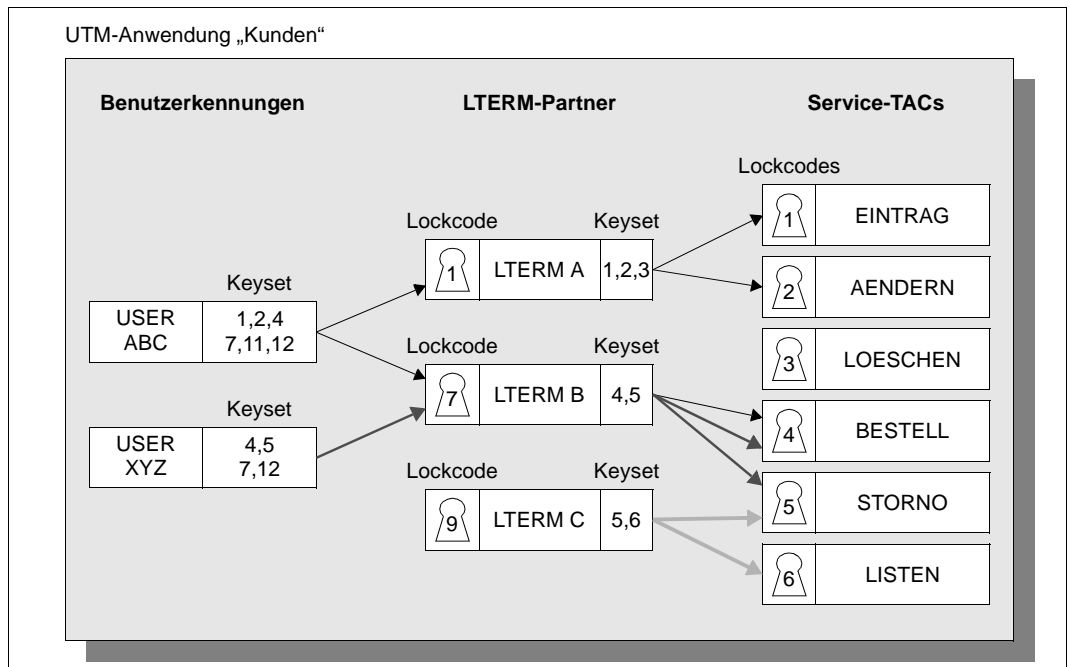 UTM-Anwendung „Kunden“
Benutzerkennungen
LTERM-Partner
Service-TACs
Lockcodes
1 EINTRAG
Lockcode
Keyset
1 LTERM A 1,2,3
2 AENDERN
Keyset
USER
ABC
1,2,4
7,11,12
Lockcode
Keyset
3 LOESCHEN
7 LTERM B 4,5
4 BESTELL
Keyset
USER
XYZ
4,5
7,12
Lockcode
Keyset
5 STORNO
9 LTERM C 5,6
6 LISTEN